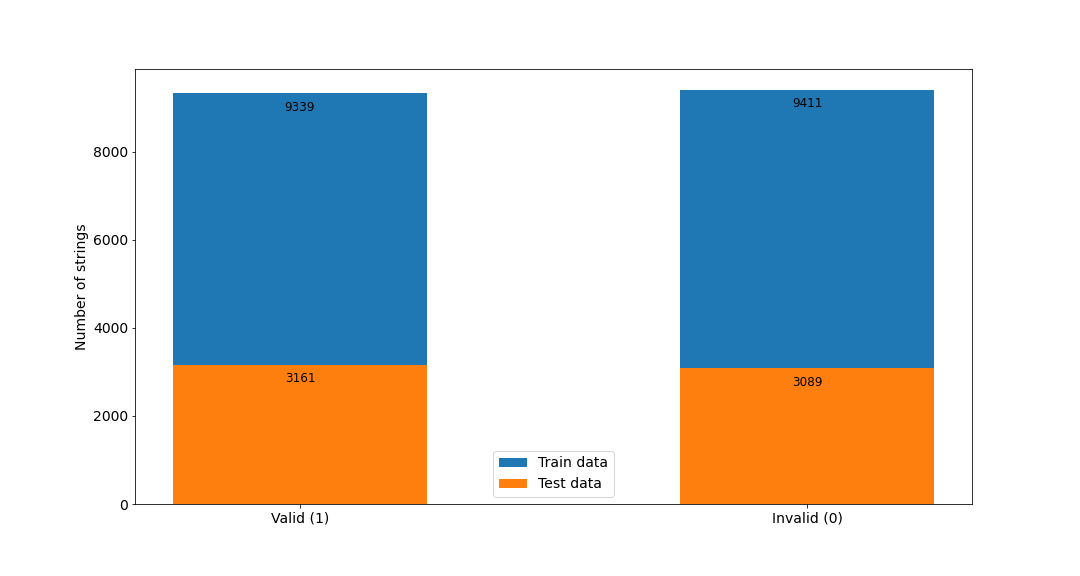 Number of strings
8000
6000
4000
2000
0
9339
9411
3161
3089
Train data
Test data
Valid (1)
Invalid (0)